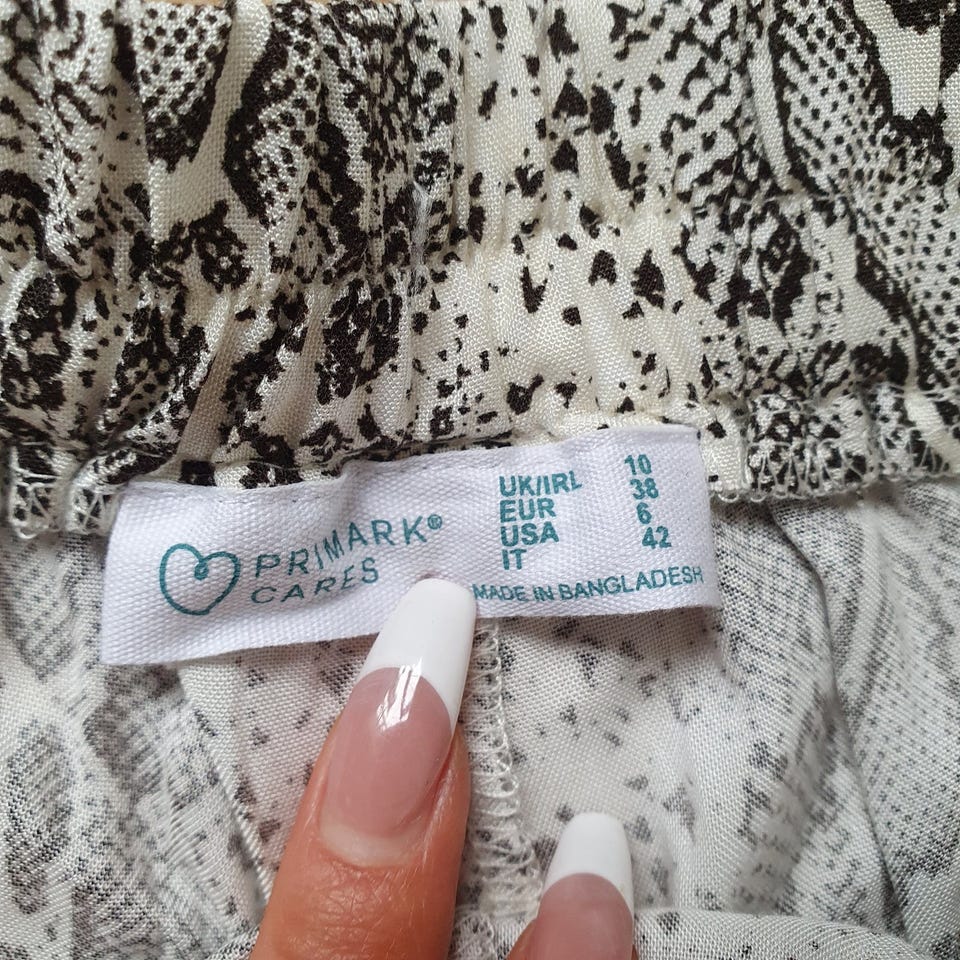 PRIMARK®
CARES
UK/IRL 10
EUR 38
USA 6
IT 42
MADE IN BANGLADESH